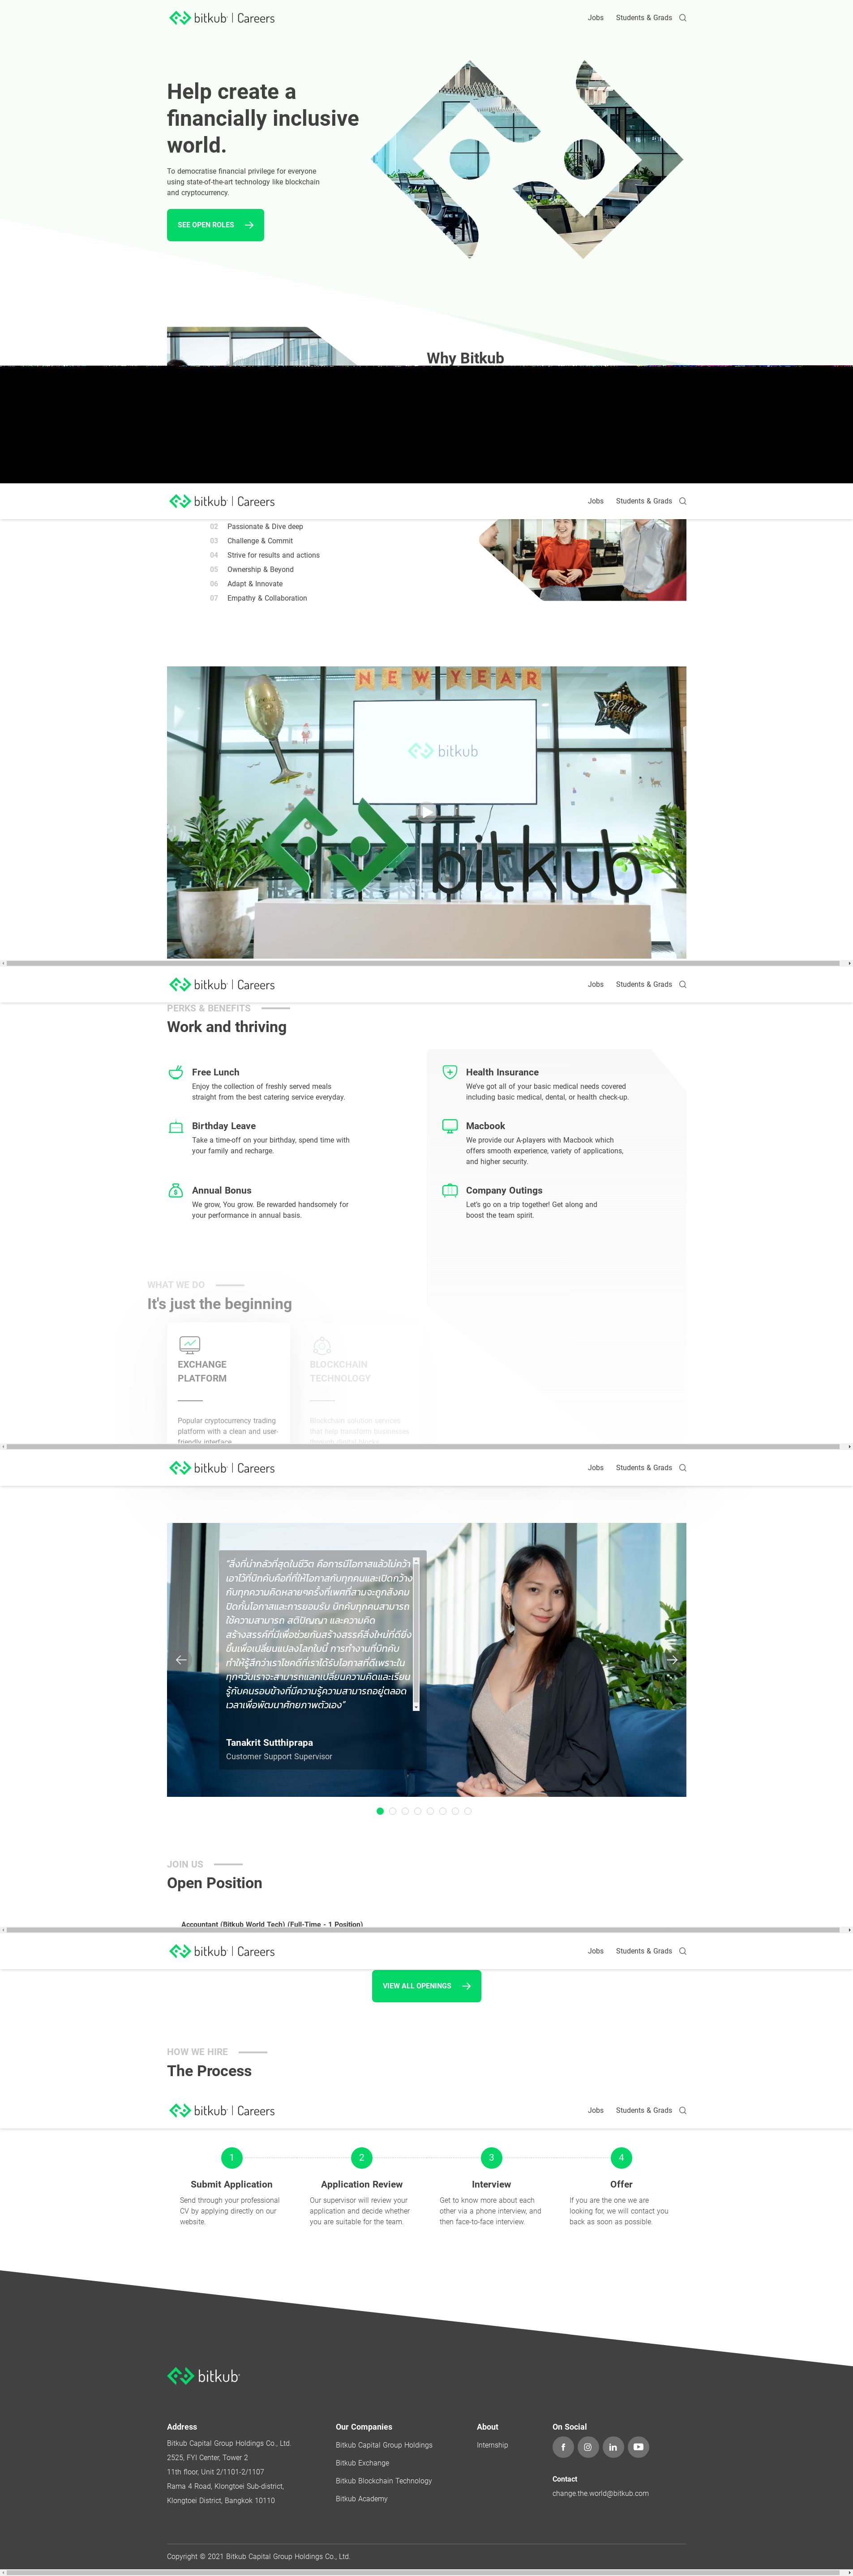 bitkub | Careers
Jobs Students & Grads
Help create a
financially inclusive
world.
To democratise financial privilege for everyone
using state-of-the-art technology like blockchain
and cryptocurrency.
SEE OPEN ROLES
Why Bitkub
bitkub | Careers
Jobs Students & Grads
02 Passionate & Dive deep
03 Challenge & Commit
04 Strive for results and actions
05 Ownership & Beyond
06 Adapt & Innovate
07 Empathy & Collaboration
NEW YEAR
bitkub
bitkub
bitkub | Careers
Jobs Students & Grads
PERKS & BENEFITS
Work and thriving
Free Lunch
Enjoy the collection of freshly served meals
straight from the best catering service everyday.
Birthday Leave
Take a time-off on your birthday, spend time with
your family and recharge.
Annual Bonus
We grow, You grow. Be rewarded handsomely for
your performance in annual basis.
Health Insurance
We've got all of your basic medical needs covered
including basic medical, dental, or health check-up.
Macbook
We provide our A-players with Macbook which
offers smooth experience, variety of applications,
and higher security.
Company Outings
Let's go on a trip together! Get along and
boost the team spirit.
WHAT WE DO
It's just the beginning
EXCHANGE
PLATFORM
Popular cryptocurrency trading
platform with a clean and user-
friendly interface
BLOCKCHAIN
TECHNOLOGY
bitkub | Careers
Jobs Students & Grads
"สิ่งที่น่ากลัวที่สุดในชีวิต คือการมีโอกาสแล้วไม่คว้า
เอาไว้ที่บิทคับคือที่ที่ให้โอกาสกับทุกคนและเปิดกว้าง
กับทุกความคิดหลายๆครั้งที่เพศที่สามจะถูกสังคม
ปิดกั้นโอกาสและการยอมรับ บิทคับทุกคนสามารถ
ใช้ความสามารถ สติปัญญา และความคิด
สร้างสรรค์ที่มีเพื่อช่วยกันสร้างสรรค์สิ่งใหม่ที่ดียิ่ง
ขึ้นเพื่อเปลี่ยนแปลงโลกใบนี้ การทำงานที่บิทคับ
ทำให้รู้สึกว่าเราโชคดีที่เราได้รับโอกาสที่ดีเพราะใน
ทุกๆวันเราจะสามารถแลกเปลี่ยนความคิดและเรียน
รู้กับคนรอบข้างที่มีความรู้ความสามารถอยู่ตลอด
เวลาเพื่อพัฒนาศักยภาพตัวเอง"
Tanakrit Sutthiprapa
Customer Support Supervisor
JOIN US
Open Position
Accountant (Bitkub World Tech) (Full-Time - 1 Position)
bitkub | Careers
Jobs Students & Grads
VIEW ALL OPENINGS
HOW WE HIRE
The Process
bitkub | Careers
Jobs Students & Grads
1
Submit Application
Send through your professional
CV by applying directly on our
website.
2
Application Review
Our supervisor will review your
application and decide whether
you are suitable for the team.
3
Interview
Get to know more about each
other via a phone interview, and
then face-to-face interview.
4
Offer
If you are the one we are
looking for, we will contact you
back as soon as possible.
bitkub
Address
Bitkub Capital Group Holdings Co., Ltd.
2525, FYI Center, Tower 2
11th floor, Unit 2/1101-2/1107
Rama 4 Road, Klongtoei Sub-district,
Klongtoei District, Bangkok 10110
Our Companies
Bitkub Capital Group Holdings
Bitkub Exchange
Bitkub Blockchain Technology
Bitkub Academy
About
Internship
On Social
Contact
change.the.world@bitkub.com
Copyright © 2021 Bitkub Capital Group Holdings Co., Ltd.